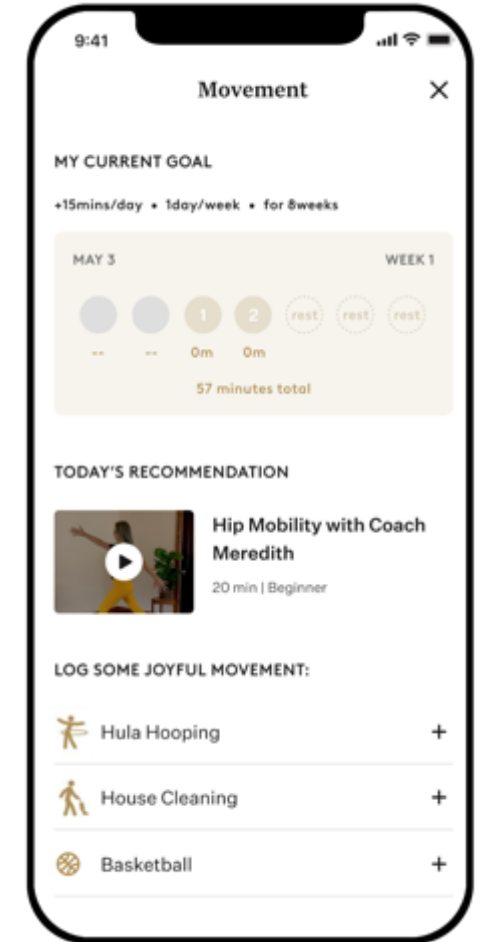 9:41
Movement
MY CURRENT GOAL
+15mins/day • 1day/week • for 8weeks
MAY 3 WEEK 1
1 2 rest rest rest
-- -- 0m 0m
57 minutes total
TODAY'S RECOMMENDATION
Hip Mobility with Coach
Meredith
20 min | Beginner
LOG SOME JOYFUL MOVEMENT:
Hula Hooping +
House Cleaning +
Basketball +